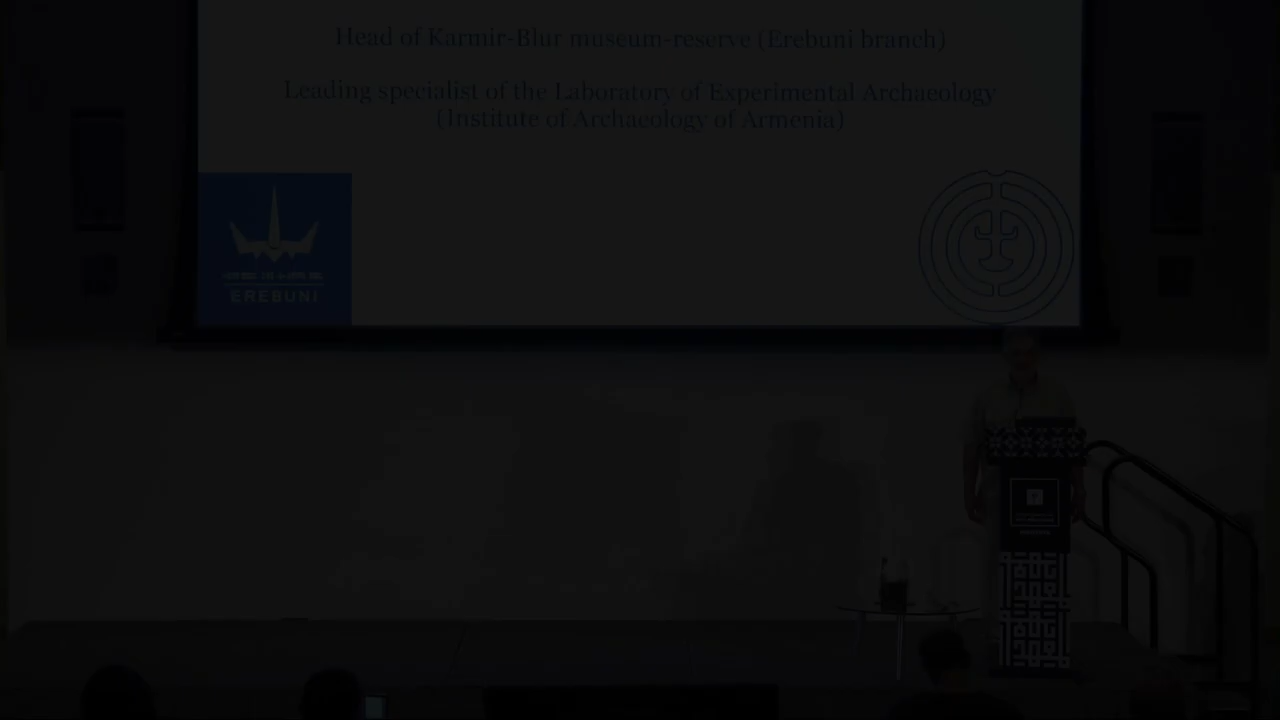 Head of Karmir-Blur museum-reserve (Erebuni branch)
Leading specialist of the Laboratory of Experimental Archaeology
(Institute of Archaeology of Armenia)
EREBUNI